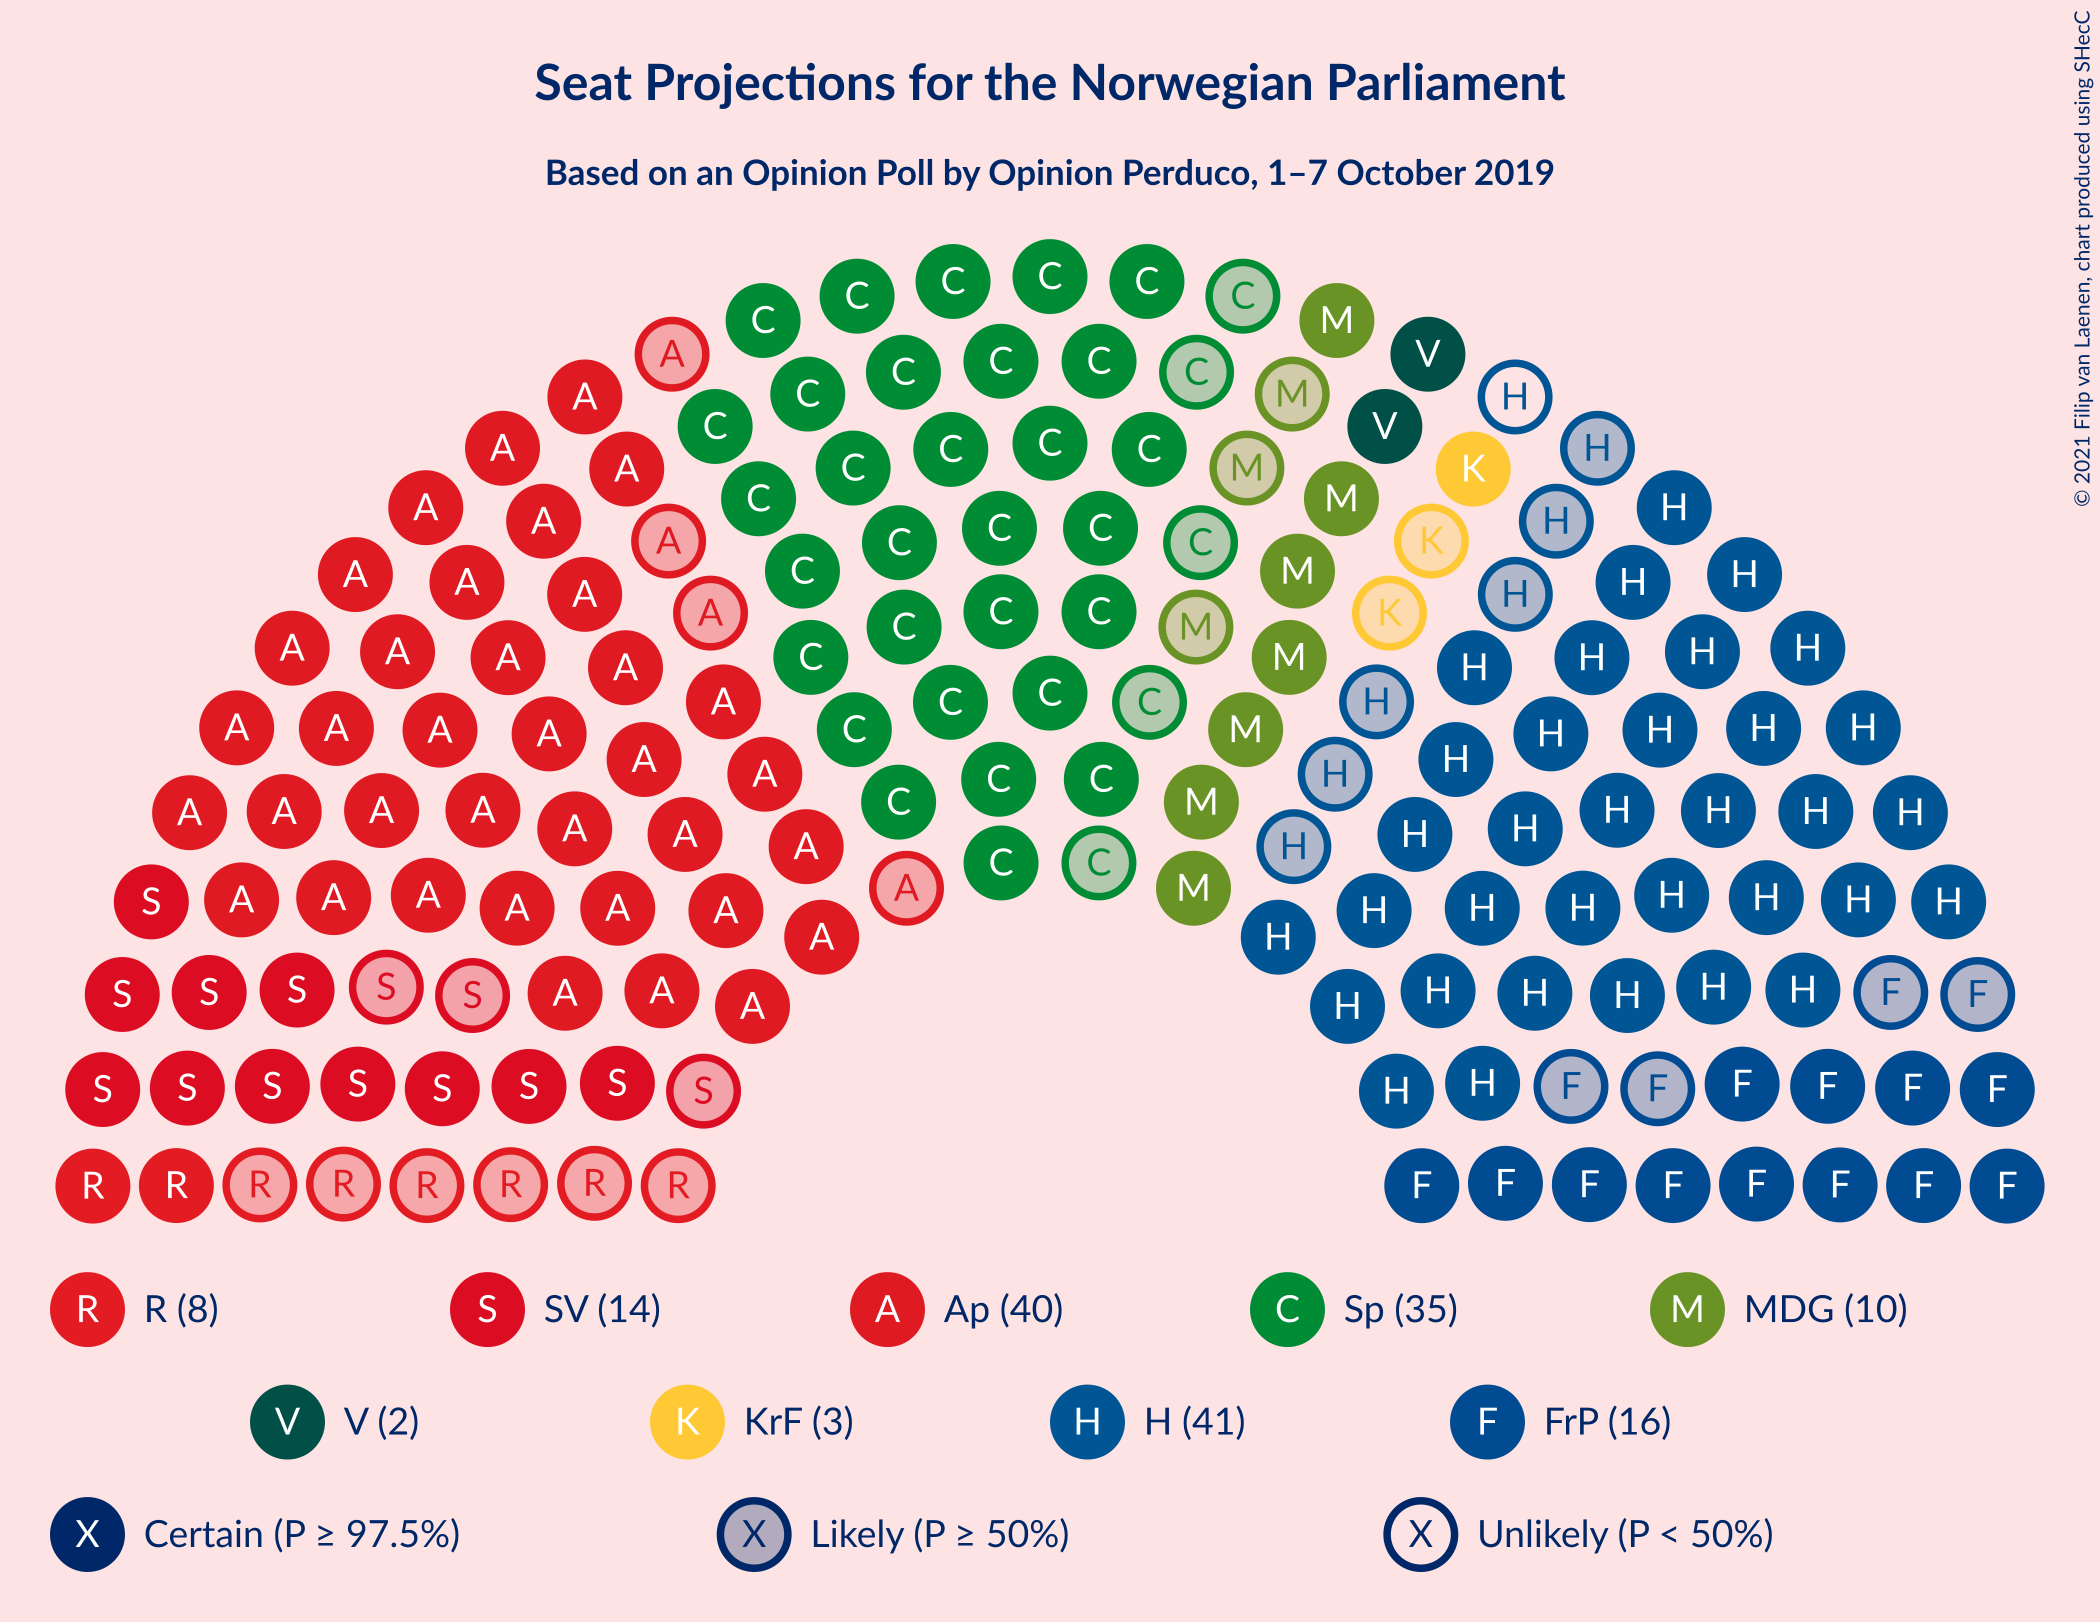 Seat Projections for the Norwegian Parliament
Based on an Opinion Poll by Opinion Perduco, 1–7 October 2019
© 2021 Filip van Laenen, chart produced using SHecC
C
C C
C C
C M
A V
C C
C C
A C M H
C V
A C C C H
A C M K
A C M H
A C C H
A C C K
A A A C M H H H
A C C C M K
A A A A C M H H H H
A C C C H
A A A A C M H H H H
A A C C H H
A A A A A A C M H H H H H H
A C C H
S A A A A A A A M H H H H H H H
A H
S S S S S A A A H H H H H H F F
S S S S S S S S H H F F F F F F
R R R R R R R R F F F F F F F F
R R (8) S SV (14) A Ap (40) C Sp (35) M MDG (10)
V V (2) K KrF (3) H H (41) F FrP (16)
X Certain (P ≥ 97.5%) X Likely (P ≥ 50%) X Unlikely (P < 50%)